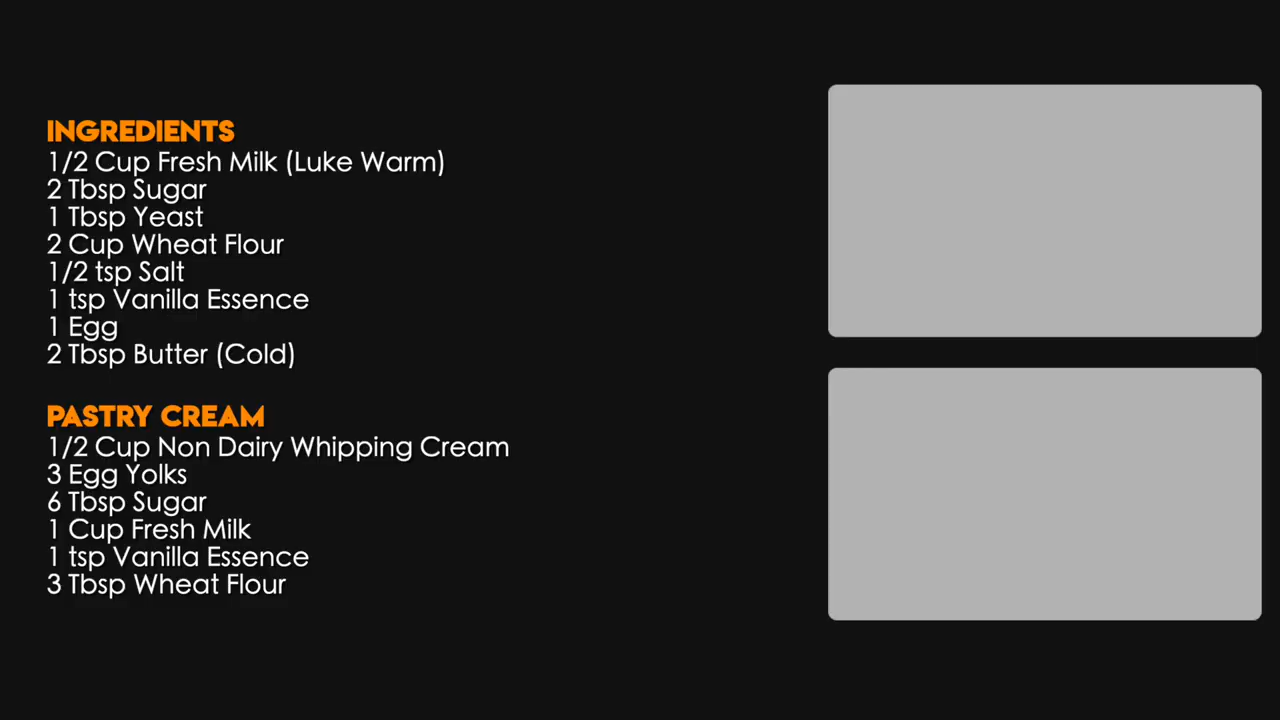 INGREDIENTS
1/2 Cup Fresh Milk (Luke Warm)
2 Tbsp Sugar
1 Tbsp Yeast
2 Cup Wheat Flour
1/2 tsp Salt
1 tsp Vanilla Essence
1 Egg
2 Tbsp Butter (Cold)
PASTRY CREAM
1/2 Cup Non Dairy Whipping Cream
3 Egg Yolks
6 Tbsp Sugar
1 Cup Fresh Milk
1 tsp Vanilla Essence
3 Tbsp Wheat Flour